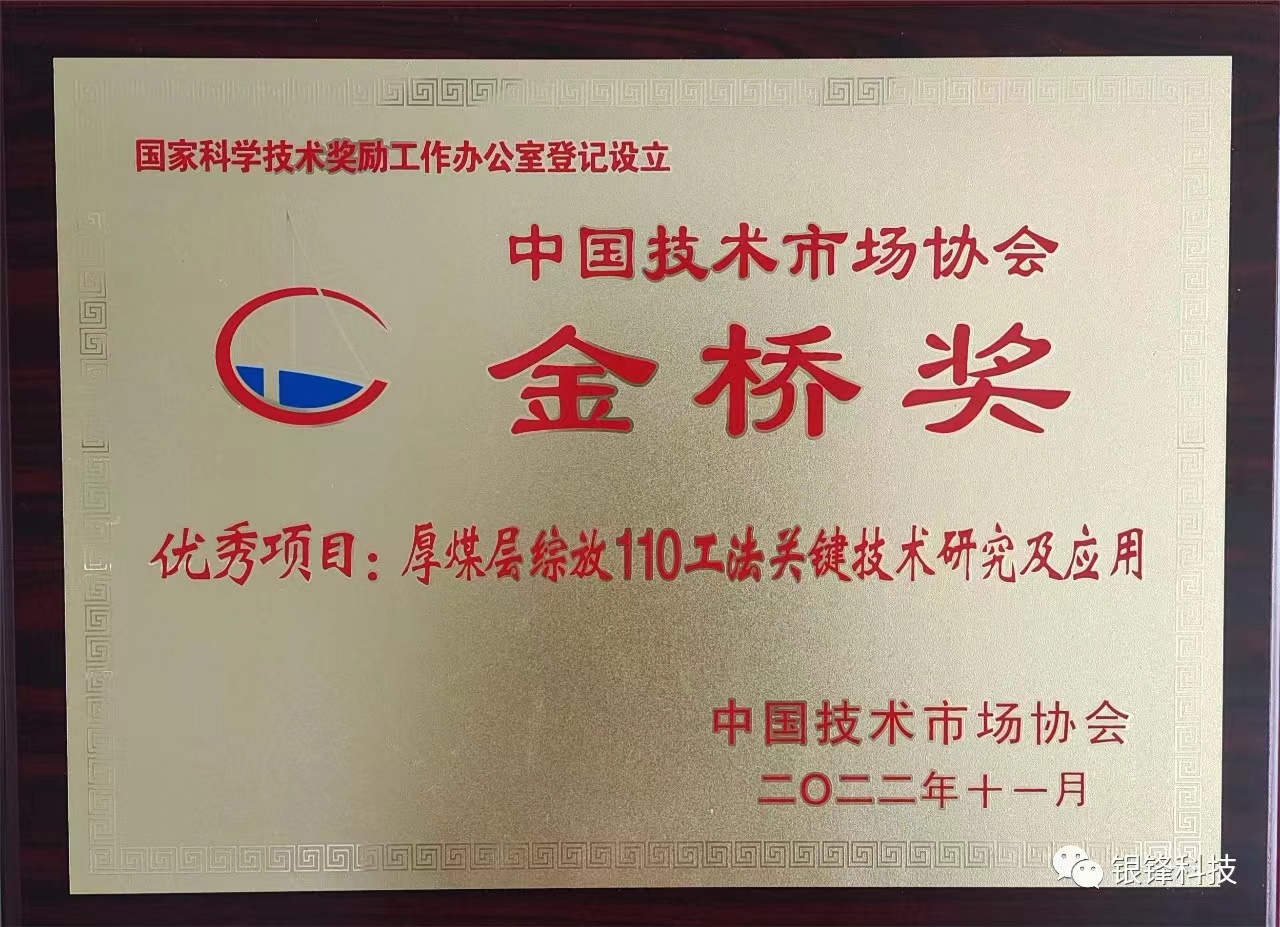 国家科学技术奖励工作办公室登记设立
中国技术市场协会
金桥奖
优秀项目：厚煤层综放110工法关键技术研究及应用
中国技术市场协会
二〇二二年十一月
银锋科技